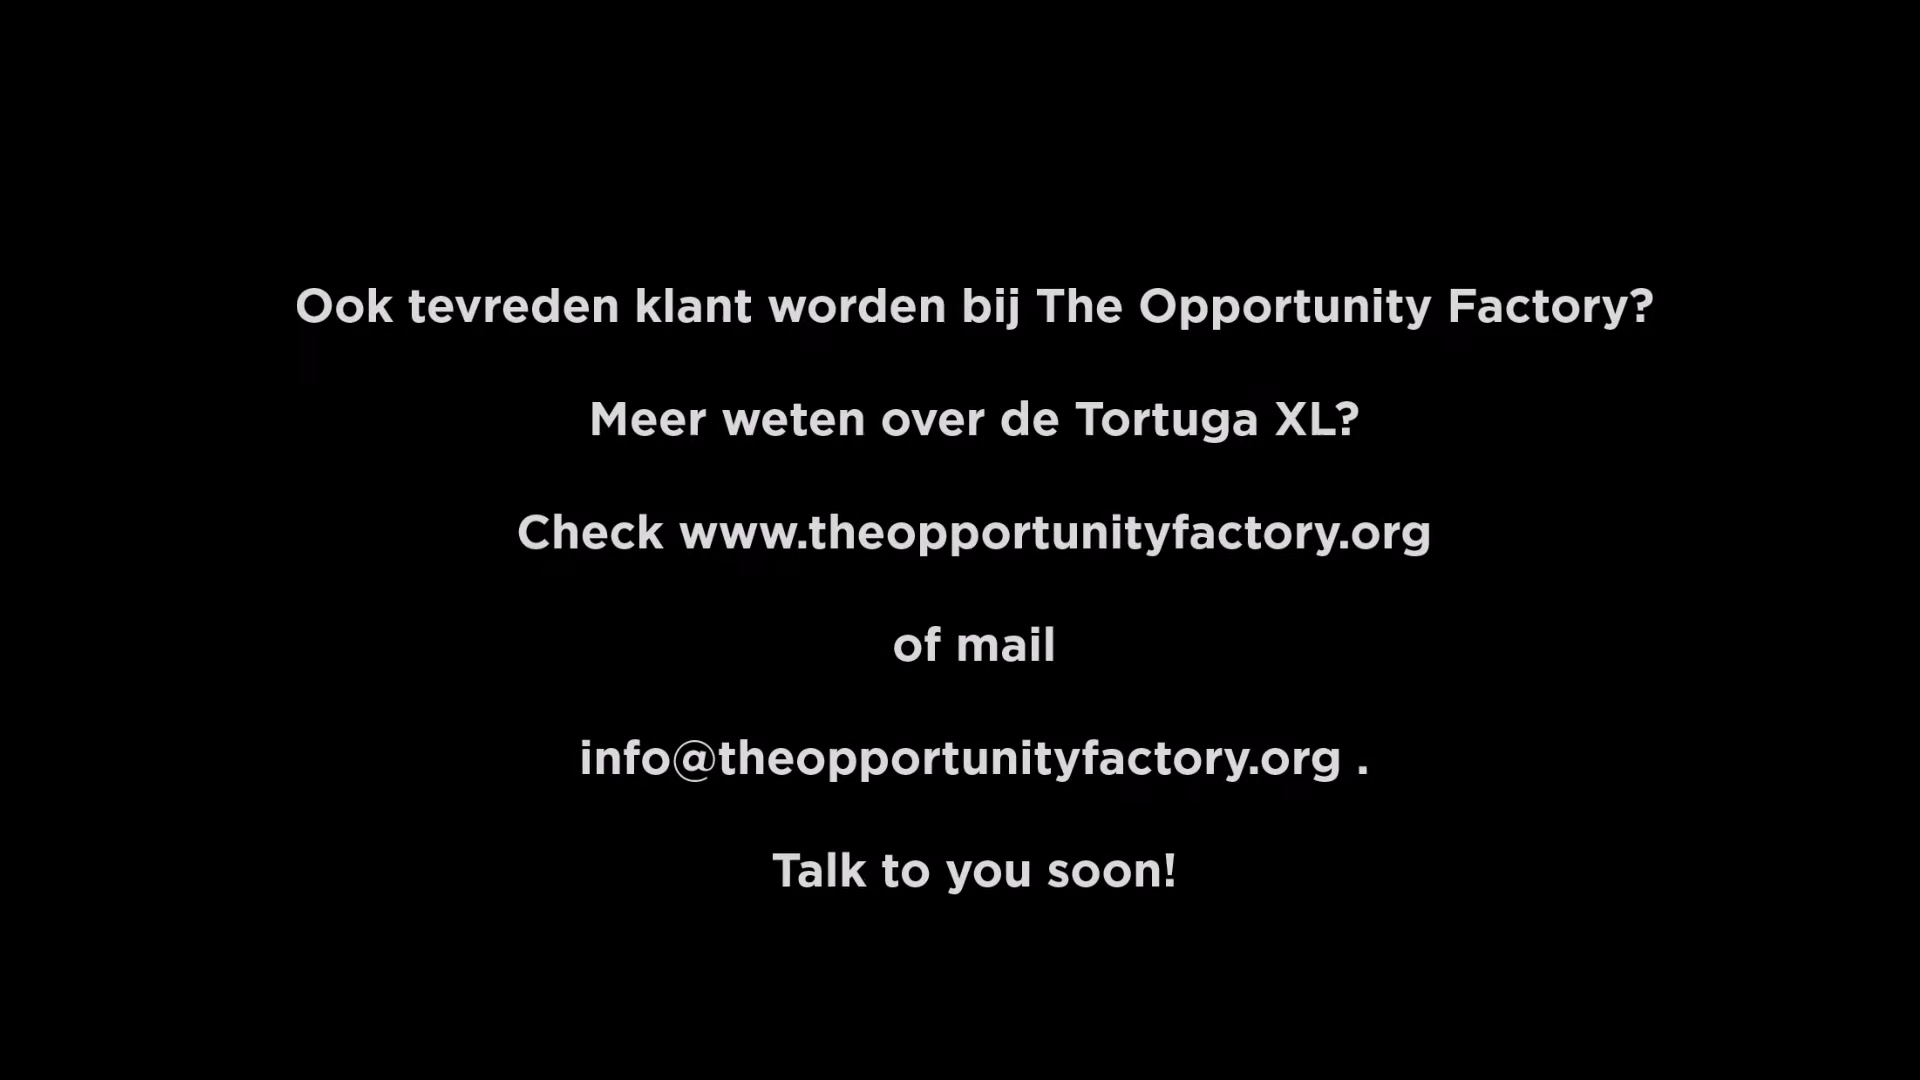 Ook tevreden klant worden bij The Opportunity Factory?
Meer weten over de Tortuga XL?
Check www.theopportunityfactory.org
of mail
info@theopportunityfactory.org .
Talk to you soon!